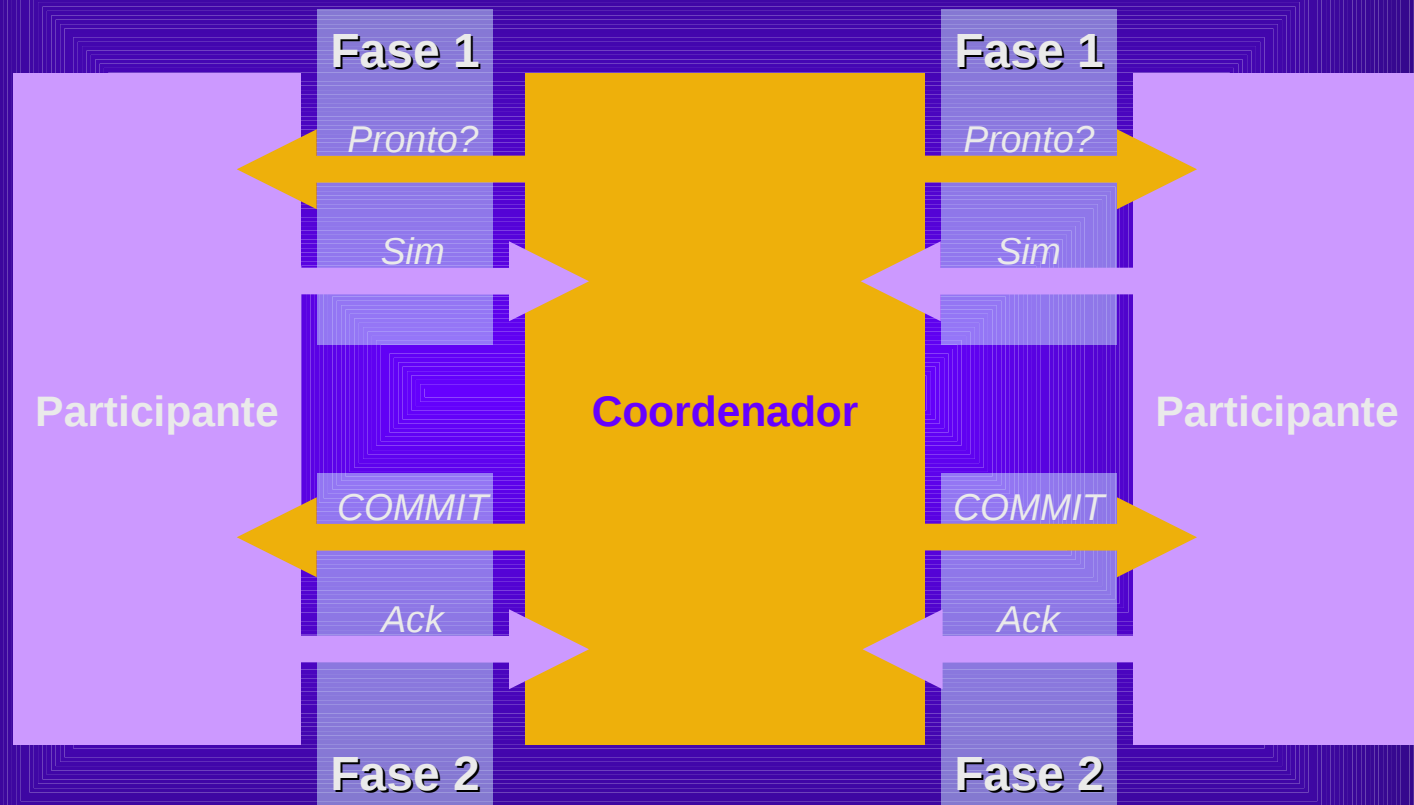 Fase 1
Fase 1
Pronto?
Pronto?
Sim
Sim
Participante
Coordenador
Participante
COMMIT
COMMIT
Ack
Ack
Fase 2
Fase 2